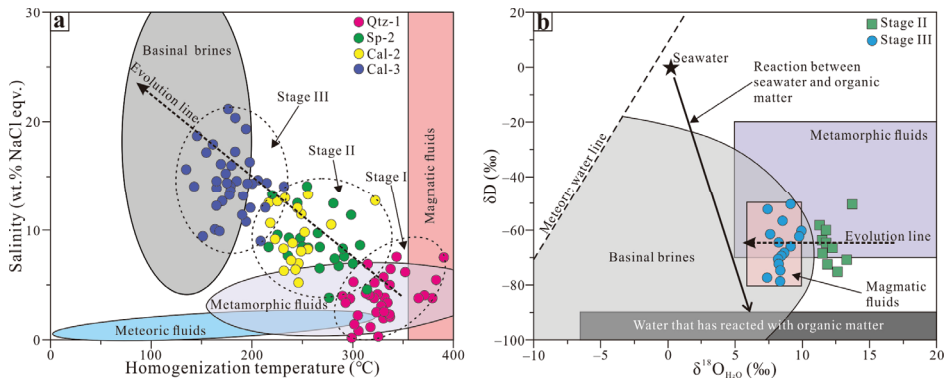 a
Qtz-1
Sp-2
Cal-2
Cal-3
Basinal brines
Evolution line
Stage III
Stage II
Stage I
Magmatic fluids
Metamorphic fluids
Meteoric fluids
30
20
10
0
Salinity (wt.% NaCl eqv.)
0
100
200
300
400
Homogenization temperature (℃)
b
Stage II
Stage III
Seawater
Reaction between
seawater and organic
matter
Meteoric water line
Metamorphic fluids
Evolution line
Basinal brines
Magmatic fluids
Water that has reacted with organic matter
20
0
−20
−40
−60
−80
−100
δD (‰)
−10
−5
0
5
10
15
20
δ¹⁸O_H₂O (‰)